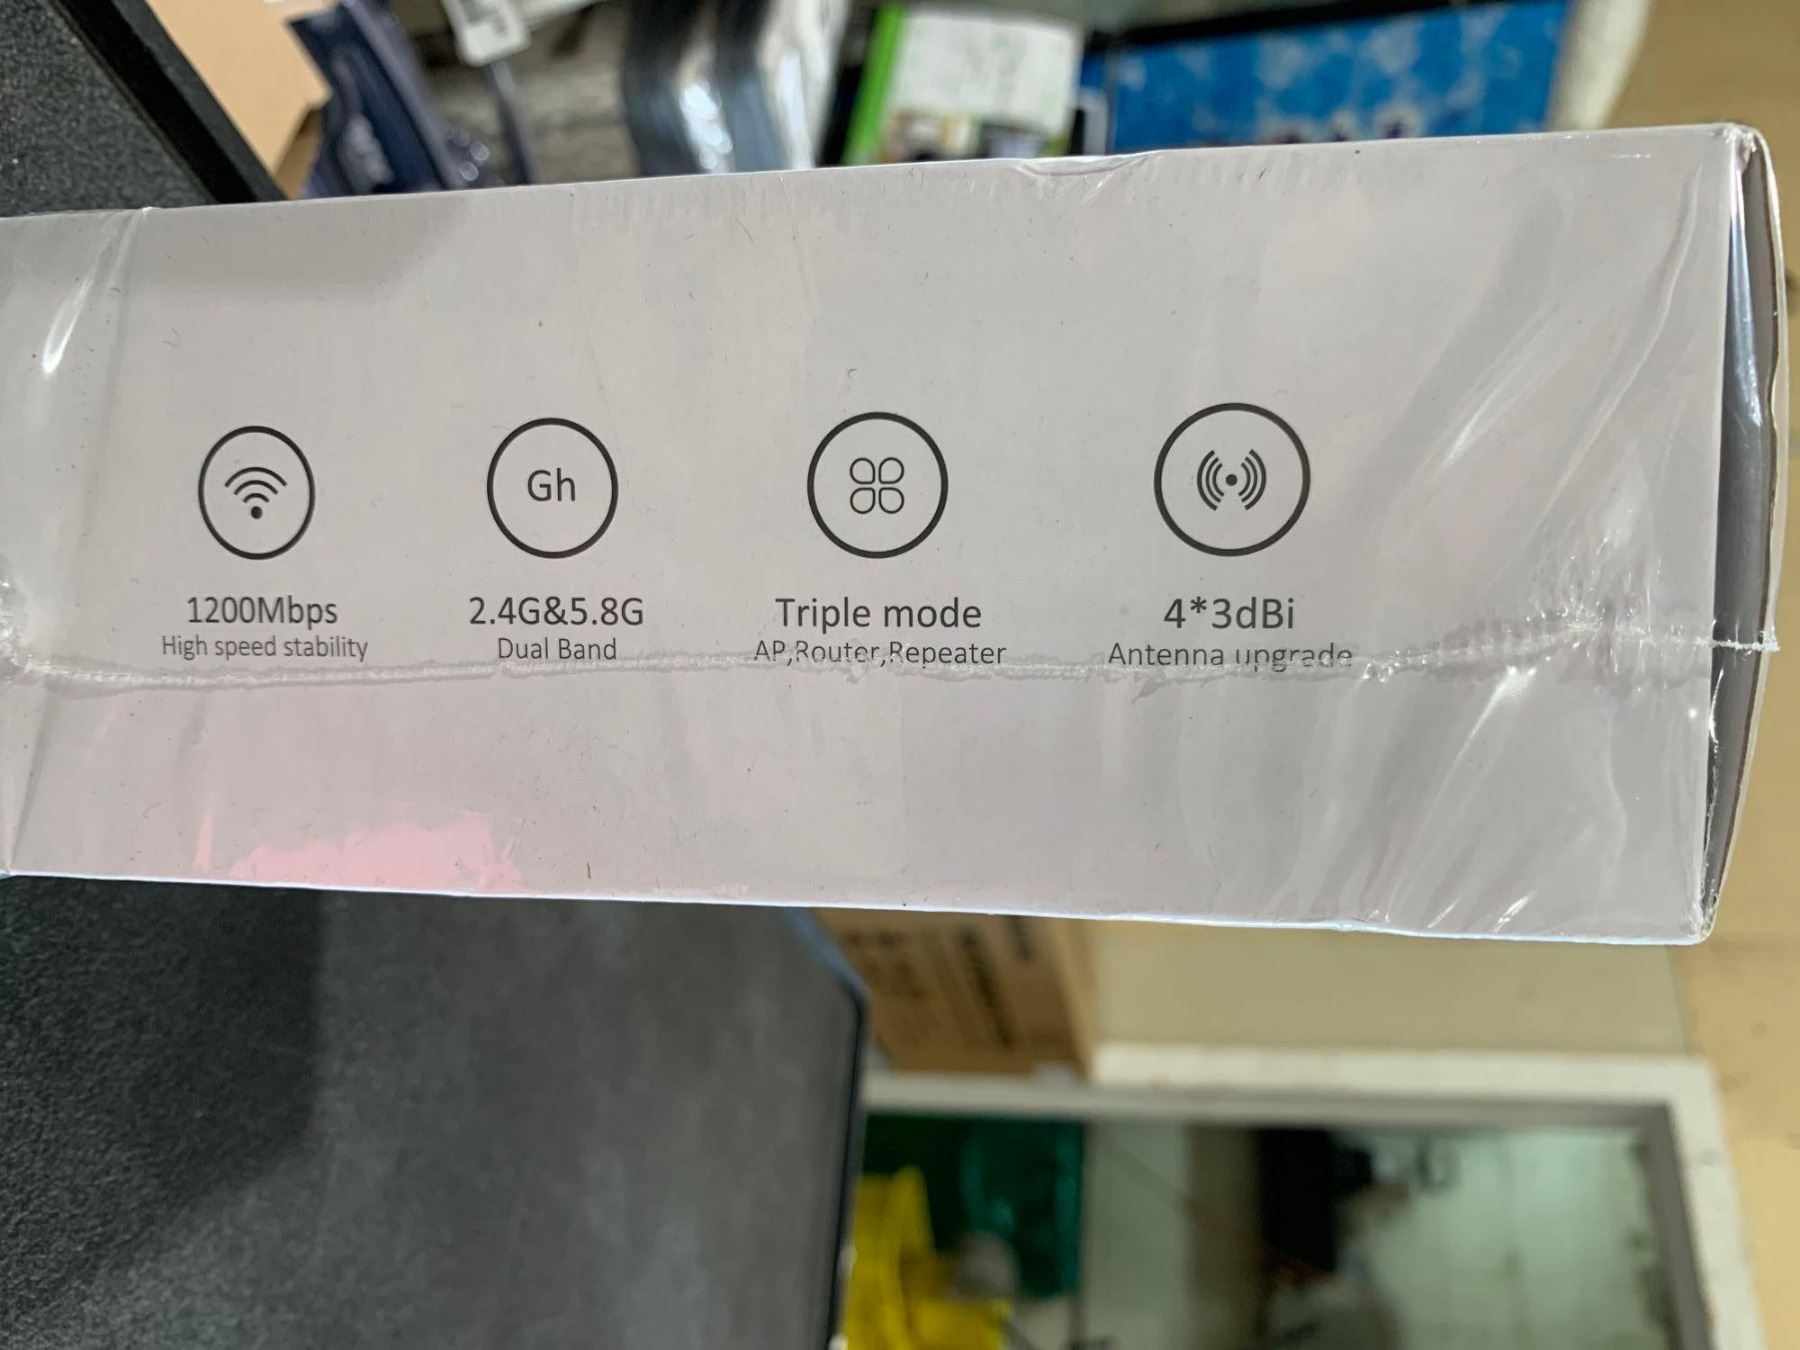 Gh
1200Mbps
High speed stability
2.4G&5.8G
Dual Band
Triple mode
AP,Router,Repeater
4*3dBi
Antenna upgrade